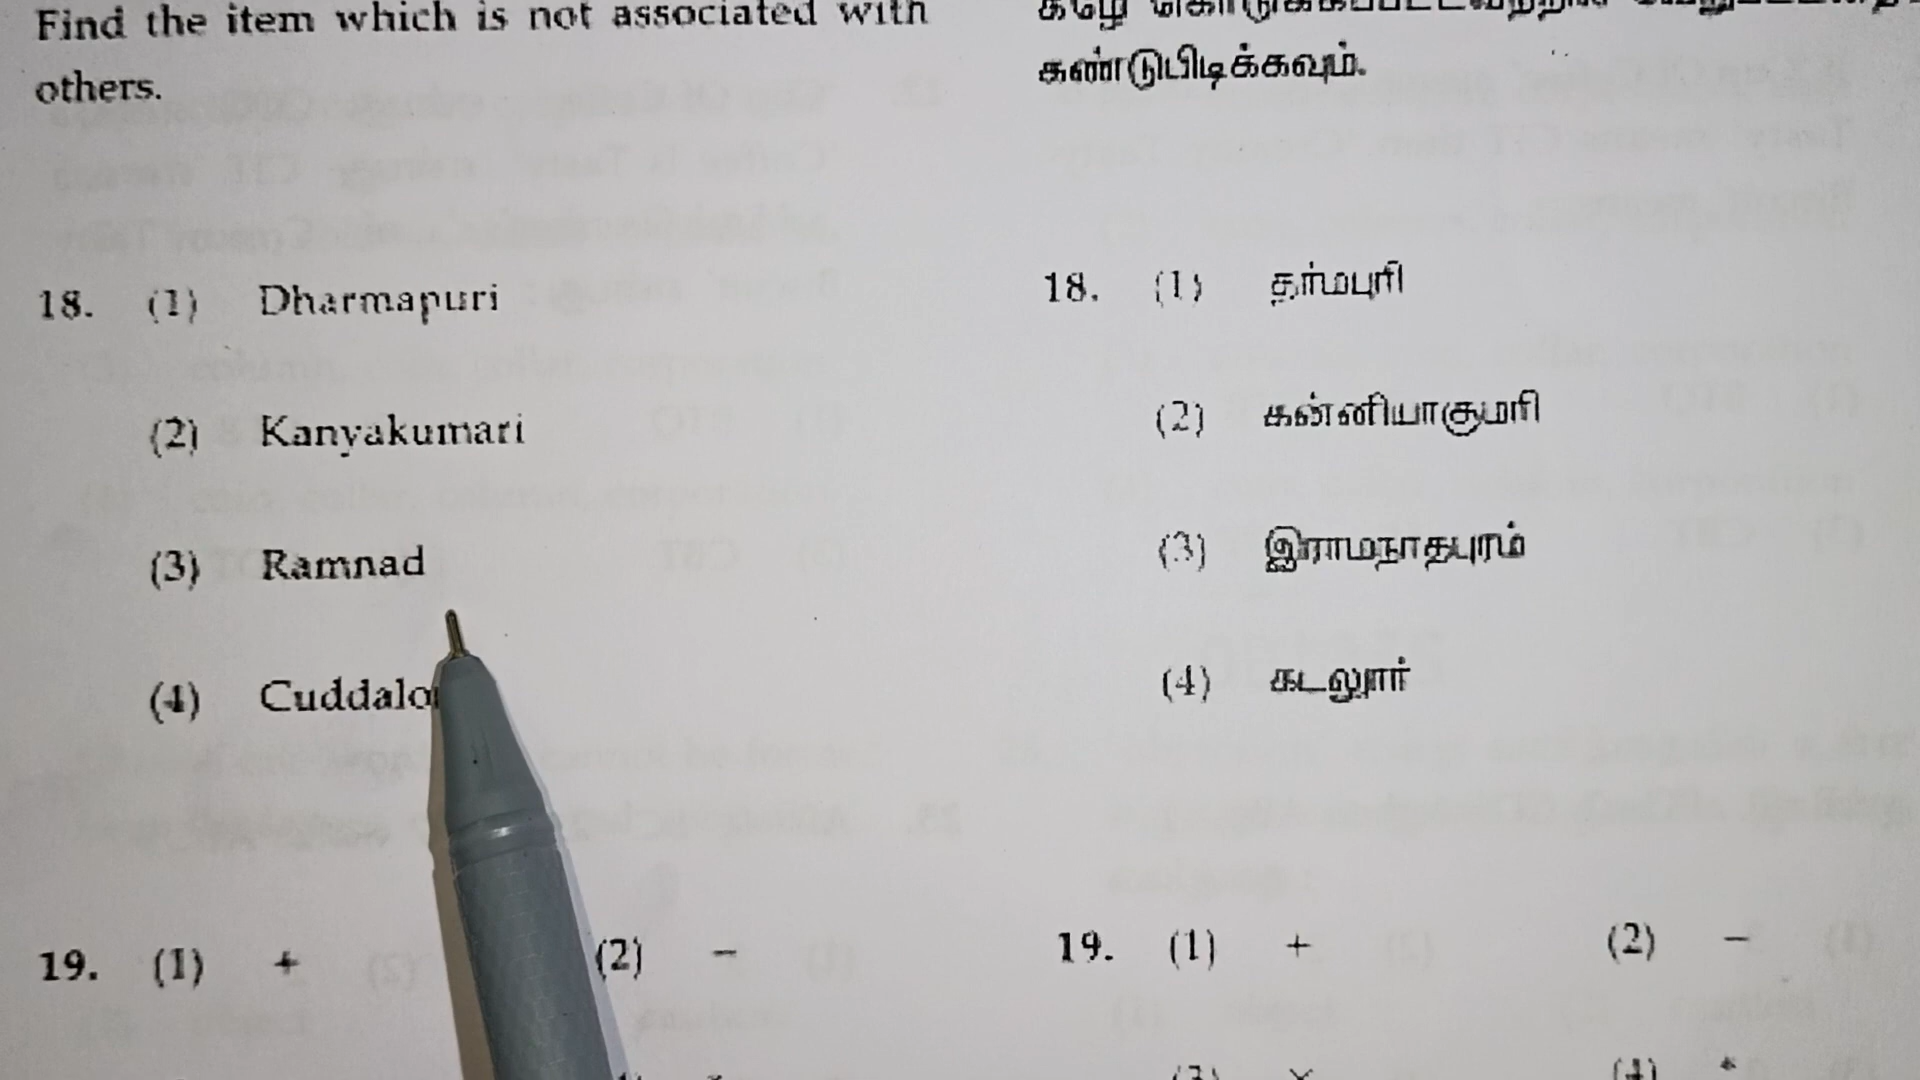 Find the item which is not associated with
others.
18. (1) Dharmapuri
(2) Kanyakumari
(3) Ramnad
(4) Cuddalo
19. (1) + (2) −
கண்டுபிடிக்கவும்.
18. (1) தர்மபுரி
(2) கன்னியாகுமரி
(3) இராமநாதபுரம்
(4) கடலூர்
19. (1) + (2) −
(3) × (4) *